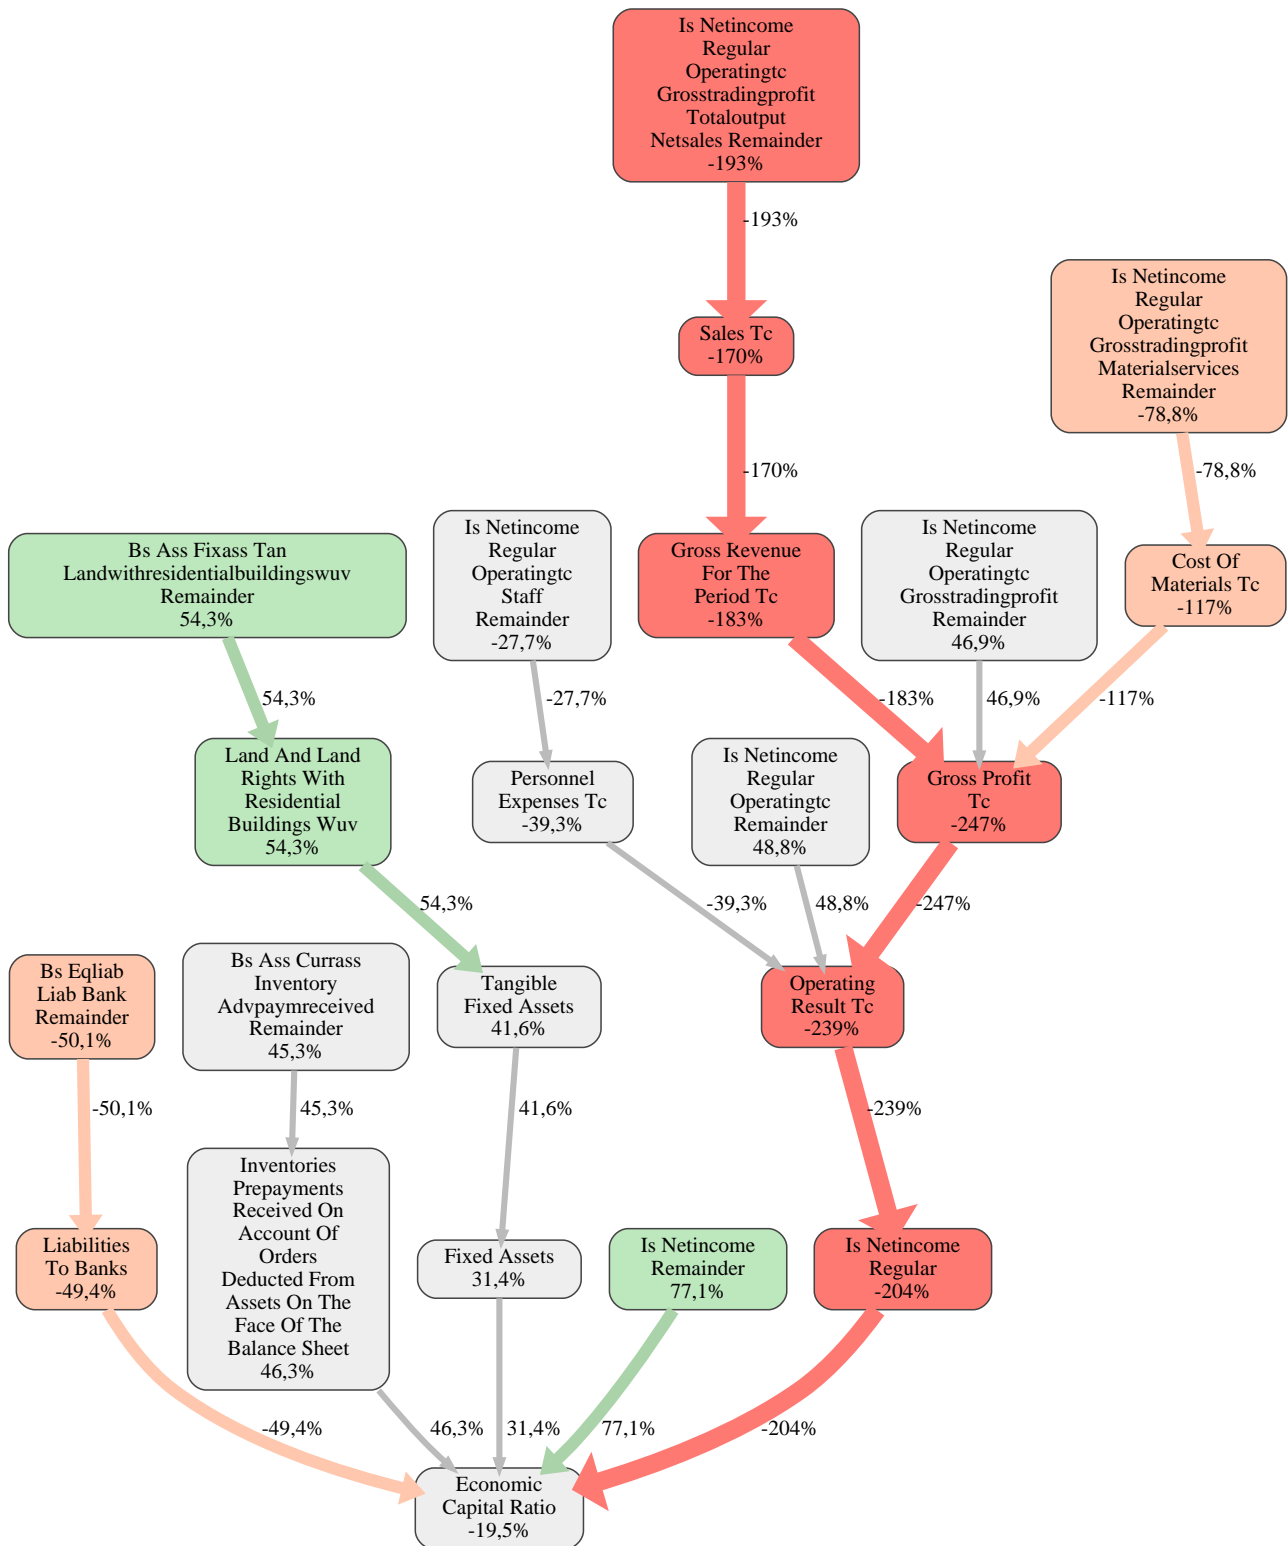 Is Netincome
Regular
Operatingtc
Grosstradingprofit
Totaloutput
Netsales Remainder
-193%
-193%
Is Netincome
Regular
Operatingtc
Grosstradingprofit
Materialservices
Remainder
-78,8%
Sales Tc
-170%
-170%
-78,8%
Bs Ass Fixass Tan
Landwithresidentialbuildingswuv
Remainder
54,3%
Is Netincome
Regular
Operatingtc
Staff
Remainder
-27,7%
Gross Revenue
For The
Period Tc
-183%
Is Netincome
Regular
Operatingtc
Grosstradingprofit
Remainder
46,9%
Cost Of
Materials Tc
-117%
54,3%
-27,7%
-183%
46,9%
-117%
Land And Land
Rights With
Residential
Buildings Wuv
54,3%
Personnel
Expenses Tc
-39,3%
Is Netincome
Regular
Operatingtc
Remainder
48,8%
Gross Profit
Tc
-247%
54,3%
-39,3%
48,8%
-247%
Bs Eqliab
Liab Bank
Remainder
-50,1%
Bs Ass Currass
Inventory
Advpaymreceived
Remainder
45,3%
Tangible
Fixed Assets
41,6%
Operating
Result Tc
-239%
-50,1%
45,3%
41,6%
-239%
Liabilities
To Banks
-49,4%
Inventories
Prepayments
Received On
Account Of
Orders
Deducted From
Assets On The
Face Of The
Balance Sheet
46,3%
Fixed Assets
31,4%
Is Netincome
Remainder
77,1%
Is Netincome
Regular
-204%
-49,4%
46,3%
31,4%
77,1%
-204%
Economic
Capital Ratio
-19,5%